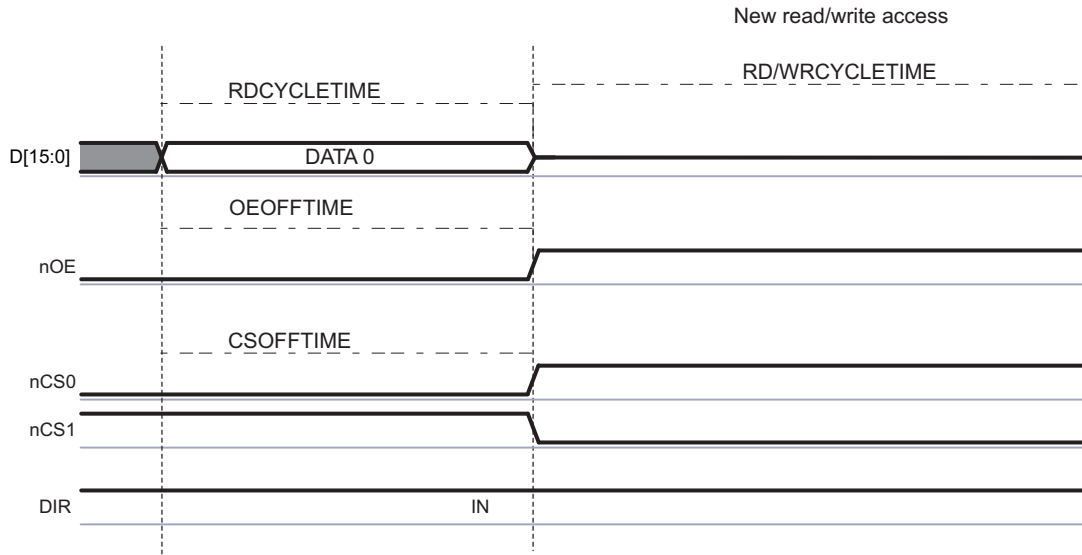 New read/write access
RDCYCLETIME
RD/WRCYCLETIME
D[15:0]
DATA 0
OEOFFTIME
nOE
CSOFFTIME
nCS0
nCS1
DIR
IN